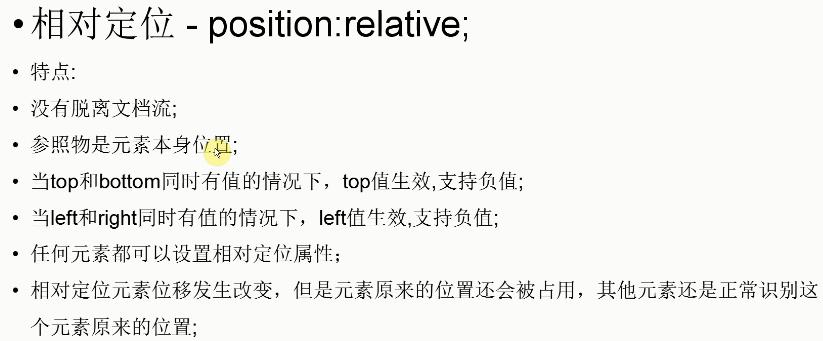 •相对定位 - position:relative;
• 特点:
• 没有脱离文档流;
• 参照物是元素本身位置;
• 当top和bottom同时有值的情况下，top值生效,支持负值;
• 当left和right同时有值的情况下，left值生效,支持负值;
• 任何元素都可以设置相对定位属性；
• 相对定位元素位移发生改变，但是元素原来的位置还会被占用，其他元素还是正常识别这
个元素原来的位置;